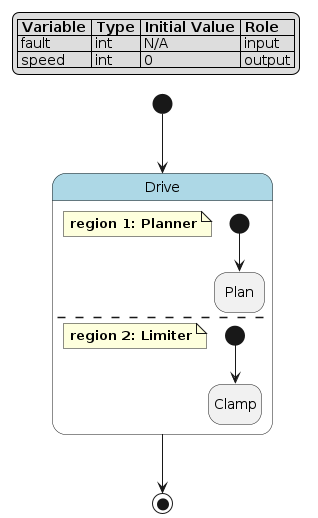 Variable Type Initial Value Role
fault int N/A input
speed int 0 output
Drive
region 1: Planner
Plan
region 2: Limiter
Clamp